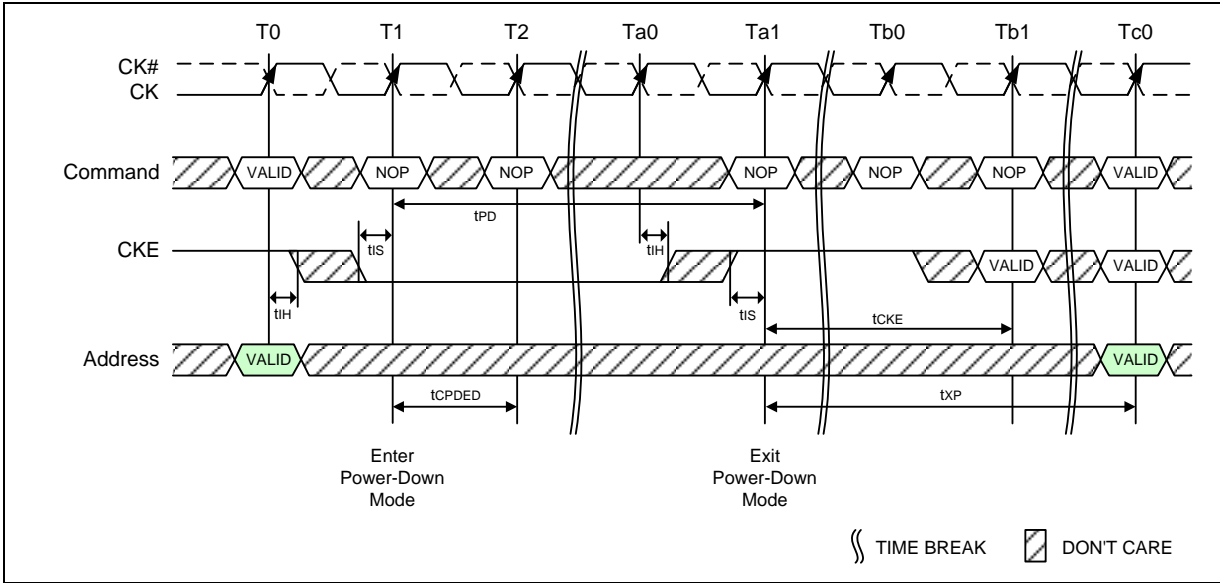 T0 T1 T2 Ta0 Ta1 Tb0 Tb1 Tc0
CK#
CK
Command VALID NOP NOP NOP NOP NOP VALID
tPD
tIS tIH
CKE VALID VALID
tIH tIS
tCKE
Address VALID VALID
tCPDED tXP
Enter
Power-Down
Mode
Exit
Power-Down
Mode
TIME BREAK DON'T CARE